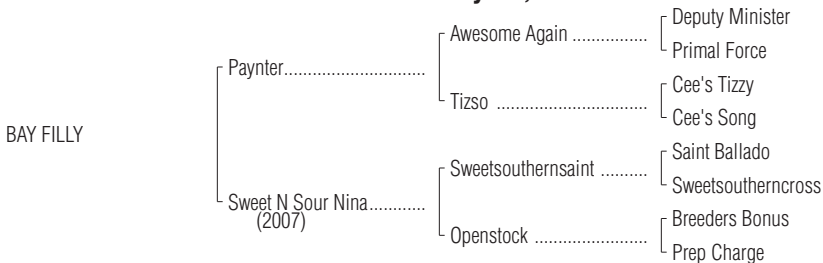 Deputy Minister
Awesome Again ................
Primal Force
Paynter..............................
Cee's Tizzy
Tizso ................................
Cee's Song
BAY FILLY
Saint Ballado
Sweetsouthernsaint ..........
Sweetsoutherncross
Sweet N Sour Nina............
(2007)
Breeders Bonus
Openstock ........................
Prep Charge